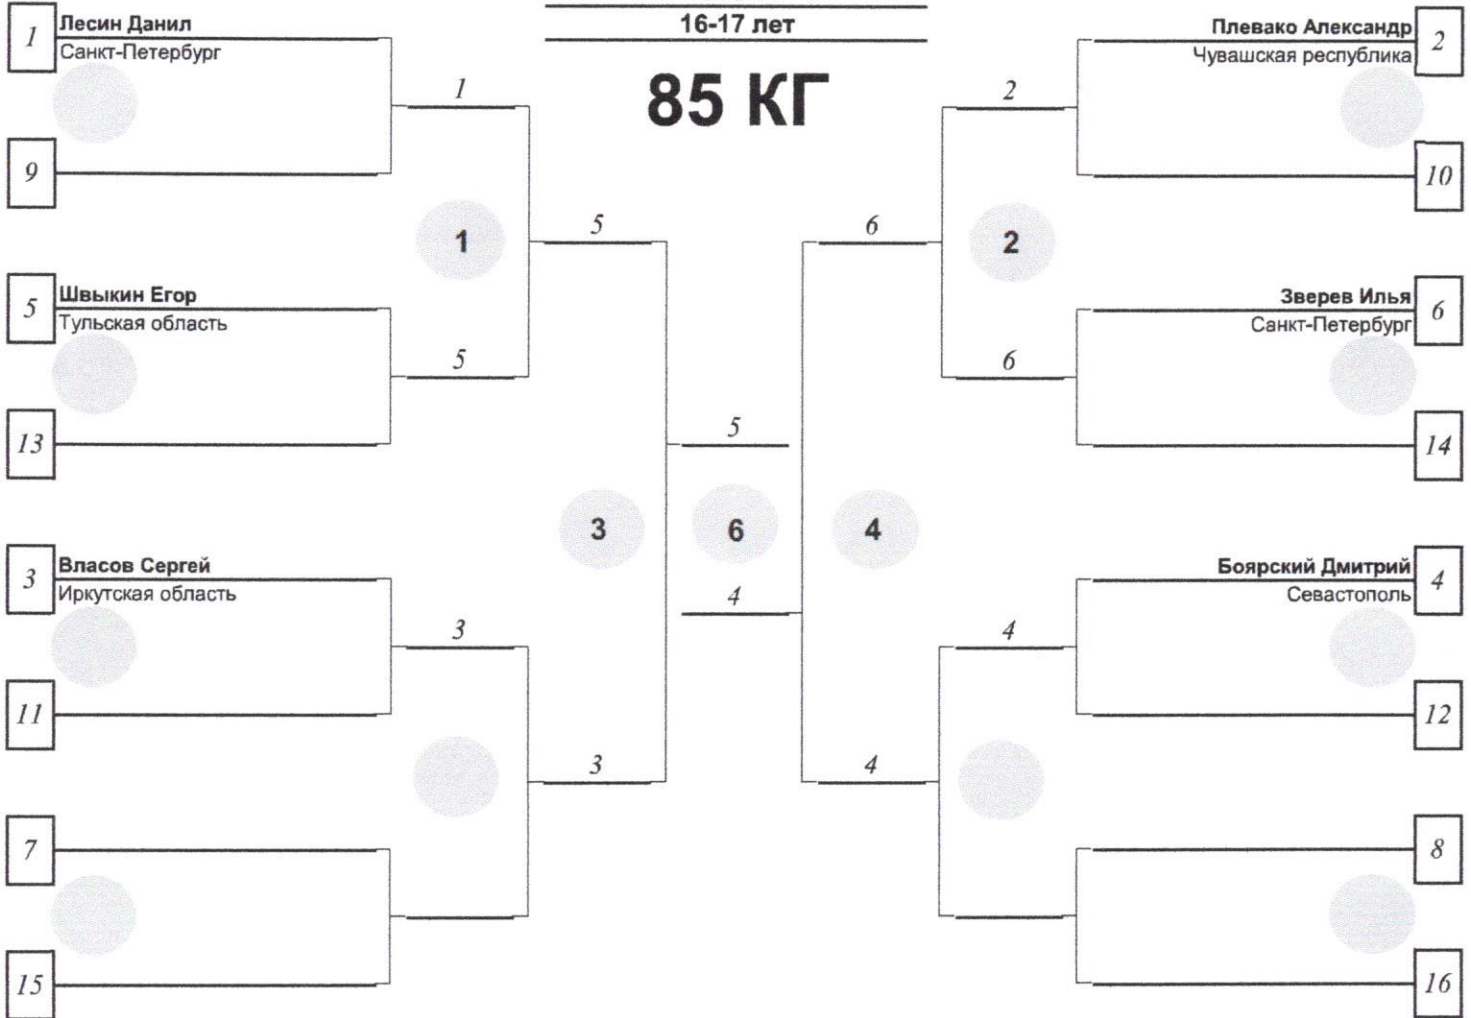 16-17 лет
85 КГ
1
Лесин Данил
Санкт-Петербург
1
9
1
5
5
Швыкин Егор
Тульская область
5
13
3
Власов Сергей
Иркутская область
3
11
3
7
15
5
3
6
4
4
2
Плевако Александр
Чувашская республика
2
10
2
6
6
Зверев Илья
Санкт-Петербург
6
14
4
Боярский Дмитрий
Севастополь
4
12
4
8
16